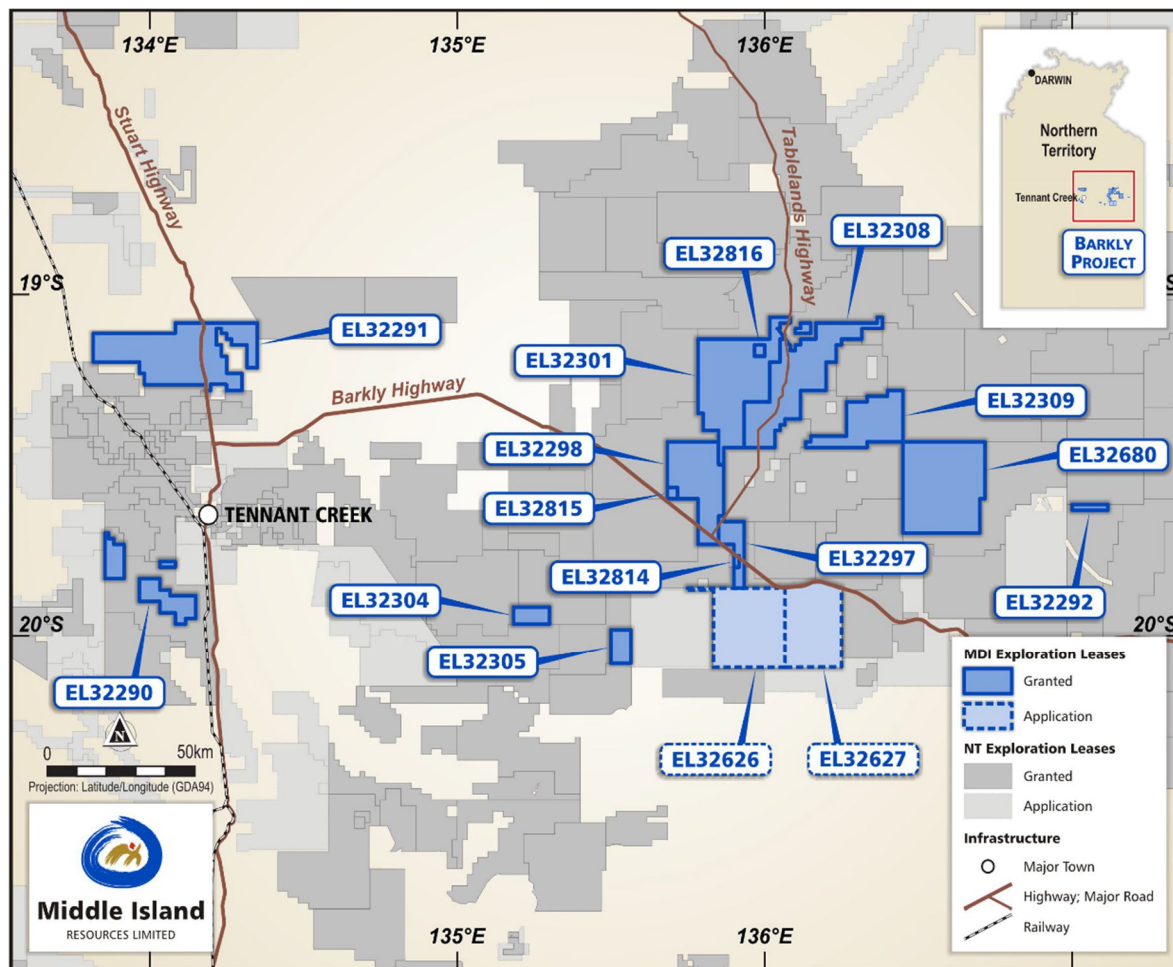 134°E
135°E
136°E
Stuart Highway
Tablelands Highway
DARWIN
Northern
Territory
Tennant Creek
BARKLY
PROJECT
EL32816
EL32308
19°S
S
EL32291
EL32301
Barkly Highway
EL32309
EL32298
EL32680
EL32815
TENNANT CREEK
EL32297
EL32814
EL32304
EL32292
20°S
20°S
EL32305
EL32290
N
0 50km
Projection: Latitude/Longitude (GDA94)
EL32626
EL32627
MDI Exploration Leases
Granted
Application
NT Exploration Leases
Granted
Application
Infrastructure
Major Town
Highway; Major Road
Railway
Middle Island
RESOURCES LIMITED
135°E
136°E